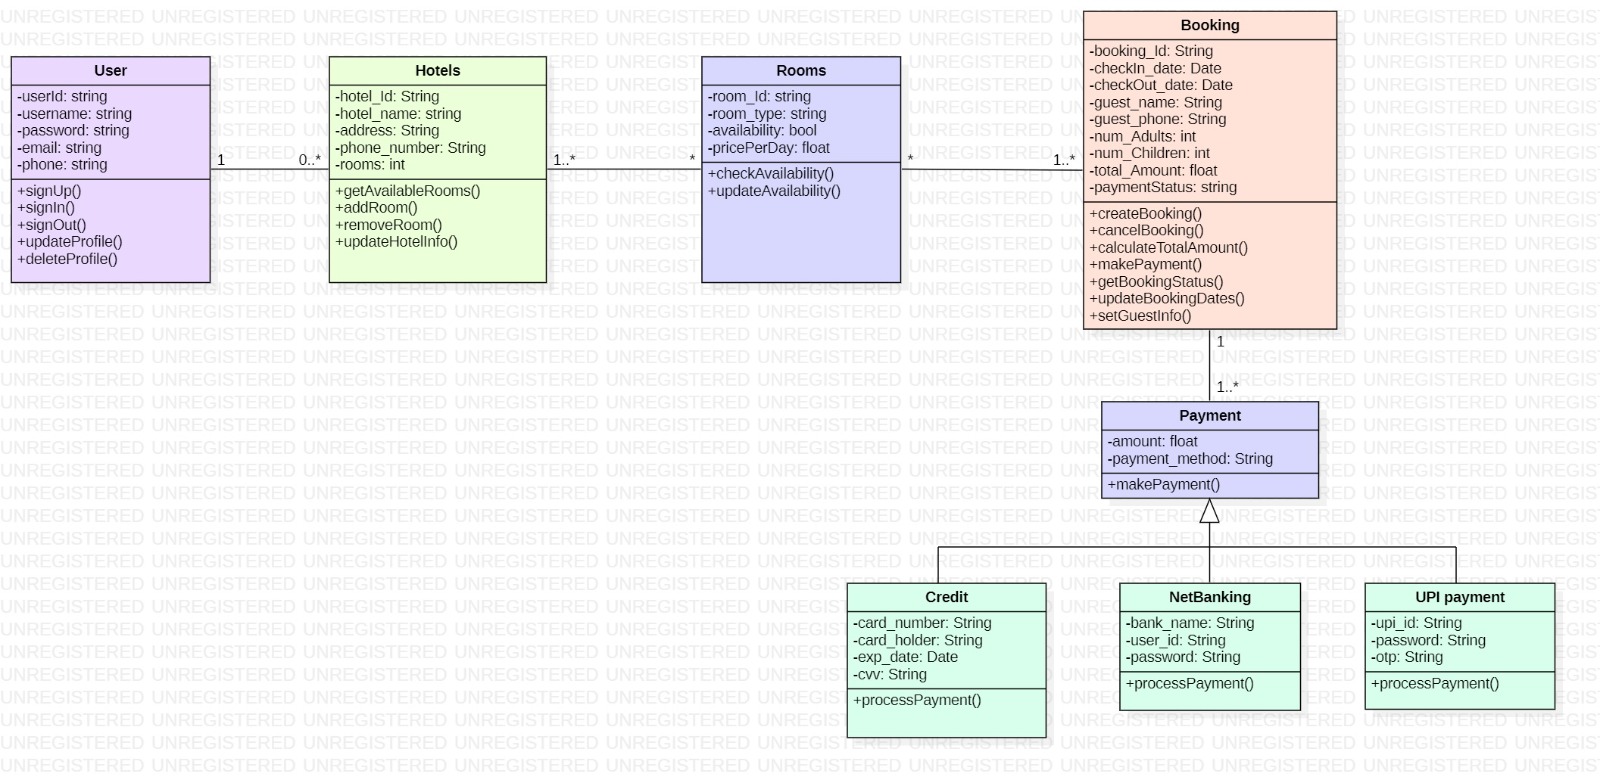 User
-userId: string
-username: string
-password: string
-email: string
-phone: string
+signUp()
+signIn()
+signOut()
+updateProfile()
+deleteProfile()
1
0..*
Hotels
-hotel_Id: String
-hotel_name: string
-address: String
-phone_number: String
-rooms: int
+getAvailableRooms()
+addRoom()
+removeRoom()
+updateHotelInfo()
1..*
*
Rooms
-room_Id: string
-room_type: string
-availability: bool
-pricePerDay: float
+checkAvailability()
+updateAvailability()
*
1..*
Booking
-booking_Id: String
-checkIn_date: Date
-checkOut_date: Date
-guest_name: String
-guest_phone: String
-num_Adults: int
-num_Children: int
-total_Amount: float
-paymentStatus: string
+createBooking()
+cancelBooking()
+calculateTotalAmount()
+makePayment()
+getBookingStatus()
+updateBookingDates()
+setGuestInfo()
1
1..*
Payment
-amount: float
-payment_method: String
+makePayment()
Credit
-card_number: String
-card_holder: String
-exp_date: Date
-cvv: String
+processPayment()
NetBanking
-bank_name: String
-user_id: String
-password: String
+processPayment()
UPI payment
-upi_id: String
-password: String
-otp: String
+processPayment()
UNREGISTERED